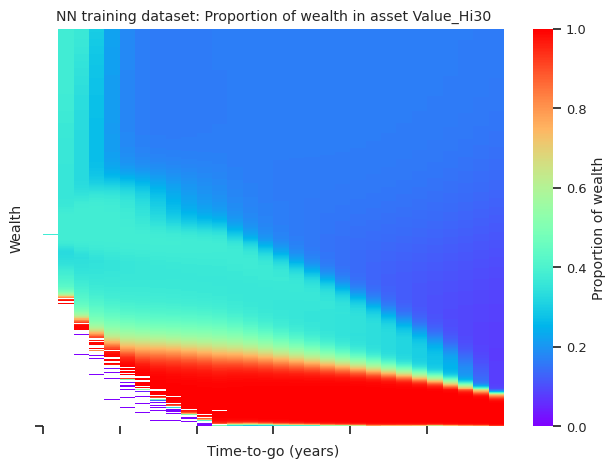 NN training dataset: Proportion of wealth in asset Value_Hi30
Wealth
Time-to-go (years)
1.0
0.8
0.6
0.4
0.2
0.0
Proportion of wealth